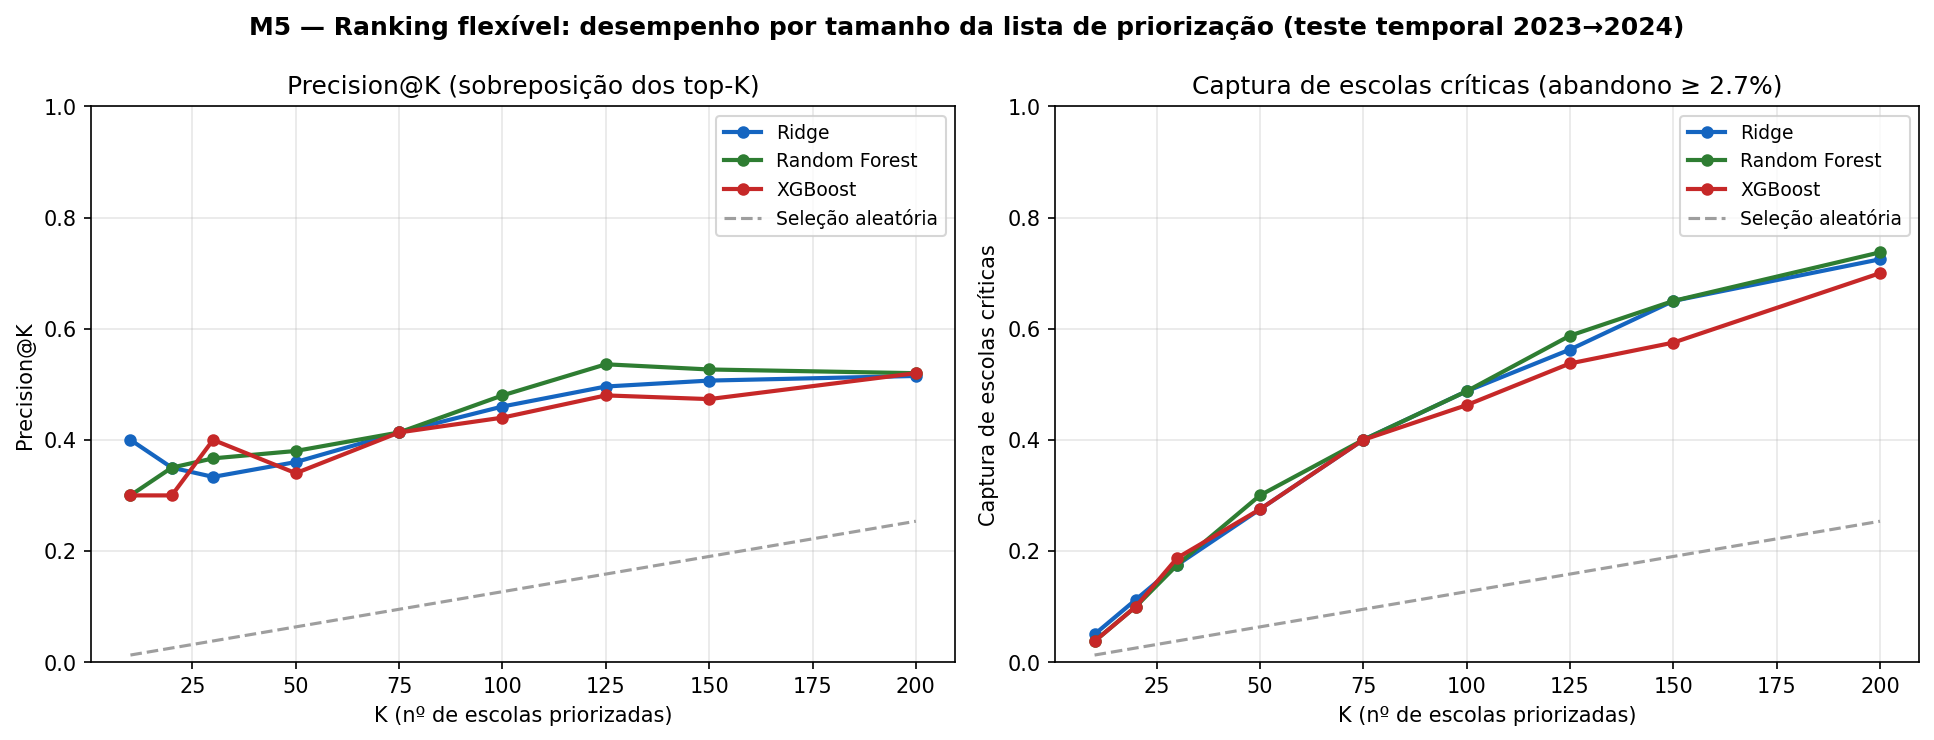 M5 — Ranking flexível: desempenho por tamanho da lista de priorização (teste temporal 2023→2024)
Precision@K (sobreposição dos top-K)
1.0
0.8
0.6
0.4
0.2
0.0
Precision@K
Ridge
Random Forest
XGBoost
Seleção aleatória
25
50
75
100
125
150
175
200
K (nº de escolas priorizadas)
Captura de escolas críticas (abandono ≥ 2.7%)
1.0
0.8
0.6
0.4
0.2
0.0
Captura de escolas críticas
Ridge
Random Forest
XGBoost
Seleção aleatória
25
50
75
100
125
150
175
200
K (nº de escolas priorizadas)